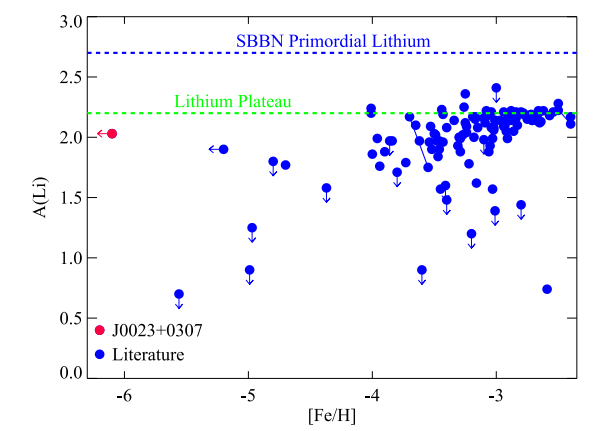 3.0
SBBN Primordial Lithium
2.5
Lithium Plateau
2.0
A(Li)
1.5
1.0
0.5
J0023+0307
Literature
0.0
-6 -5 -4 -3
[Fe/H]